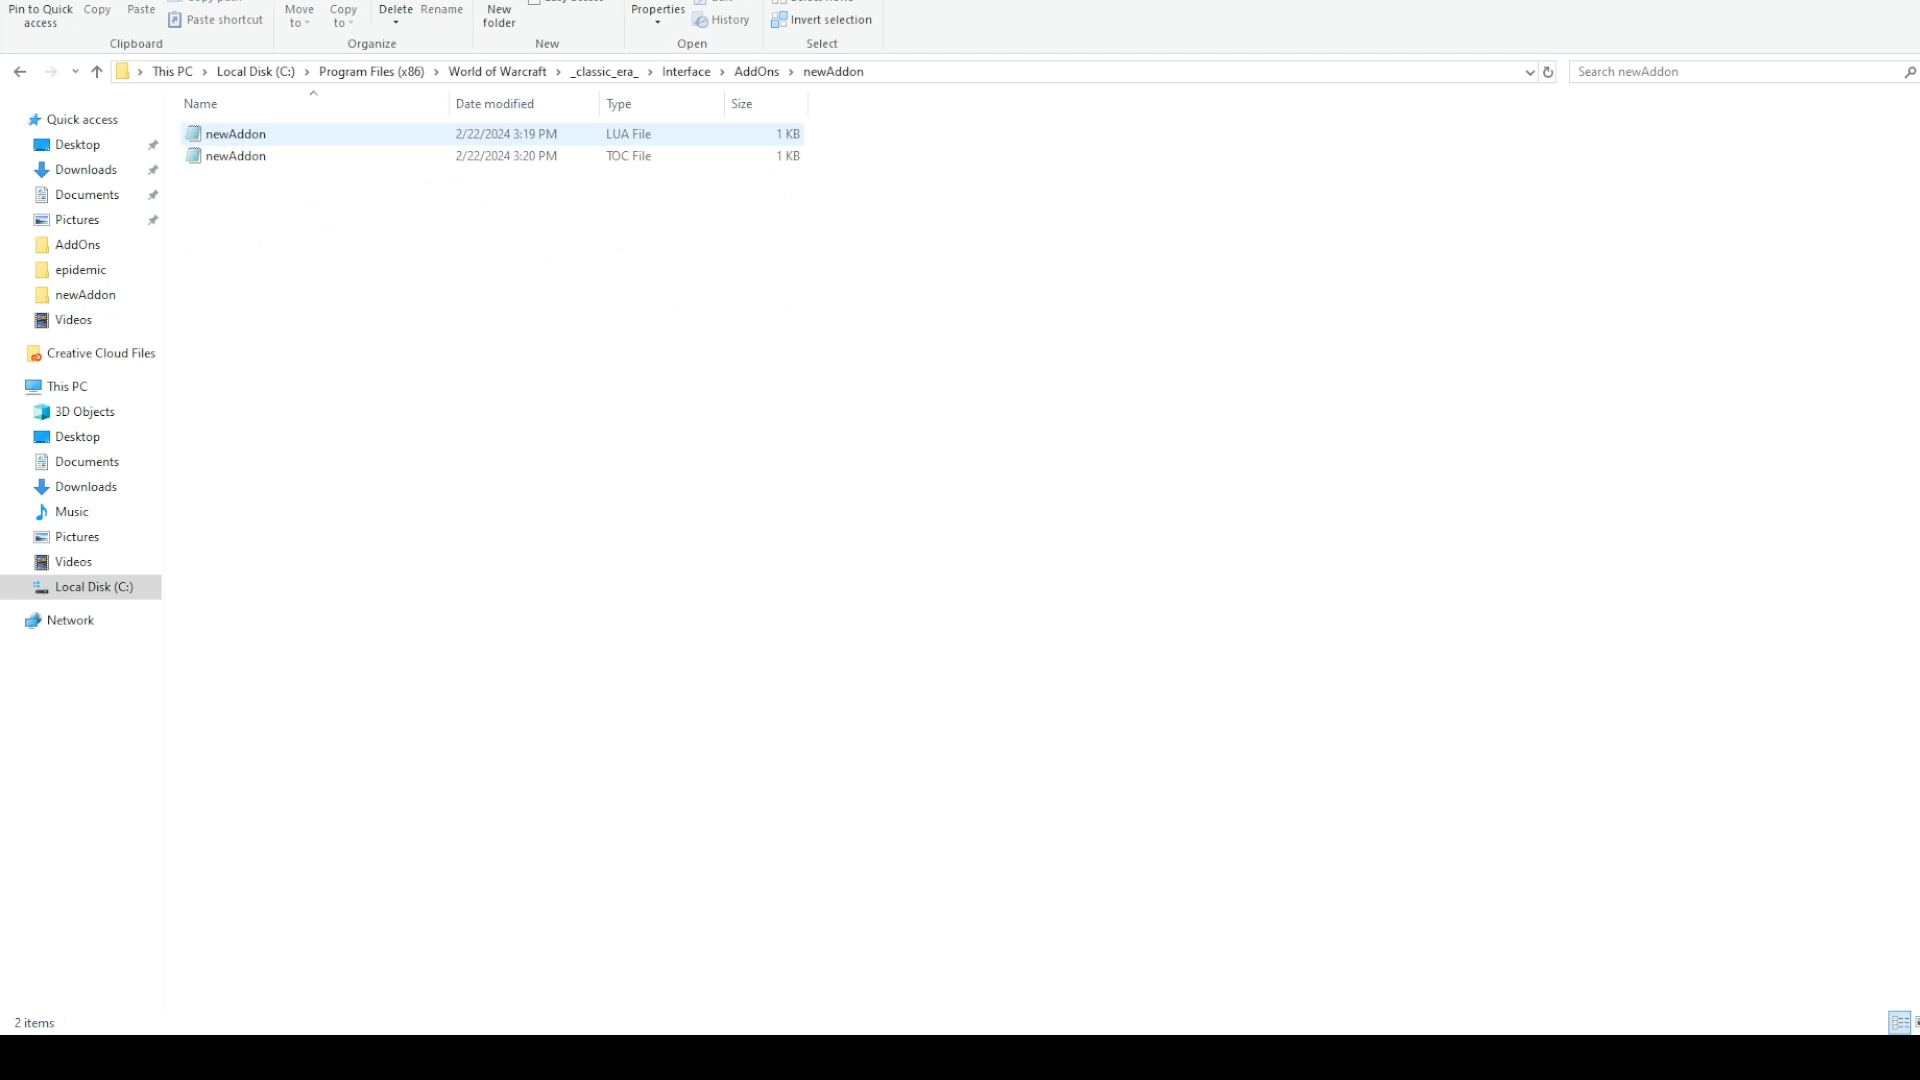 Pin to Quick access Copy Paste Paste shortcut
Clipboard
Move to Copy to Delete Rename
Organize
New folder
New
Properties History
Open
Invert selection
Select
This PC › Local Disk (C:) › Program Files (x86) › World of Warcraft › _classic_era_ › Interface › AddOns › newAddon
Search newAddon
Name Date modified Type Size
newAddon 2/22/2024 3:19 PM LUA File 1 KB
newAddon 2/22/2024 3:20 PM TOC File 1 KB
Quick access
Desktop
Downloads
Documents
Pictures
AddOns
epidemic
newAddon
Videos
Creative Cloud Files
This PC
3D Objects
Desktop
Documents
Downloads
Music
Pictures
Videos
Local Disk (C:)
Network
2 items